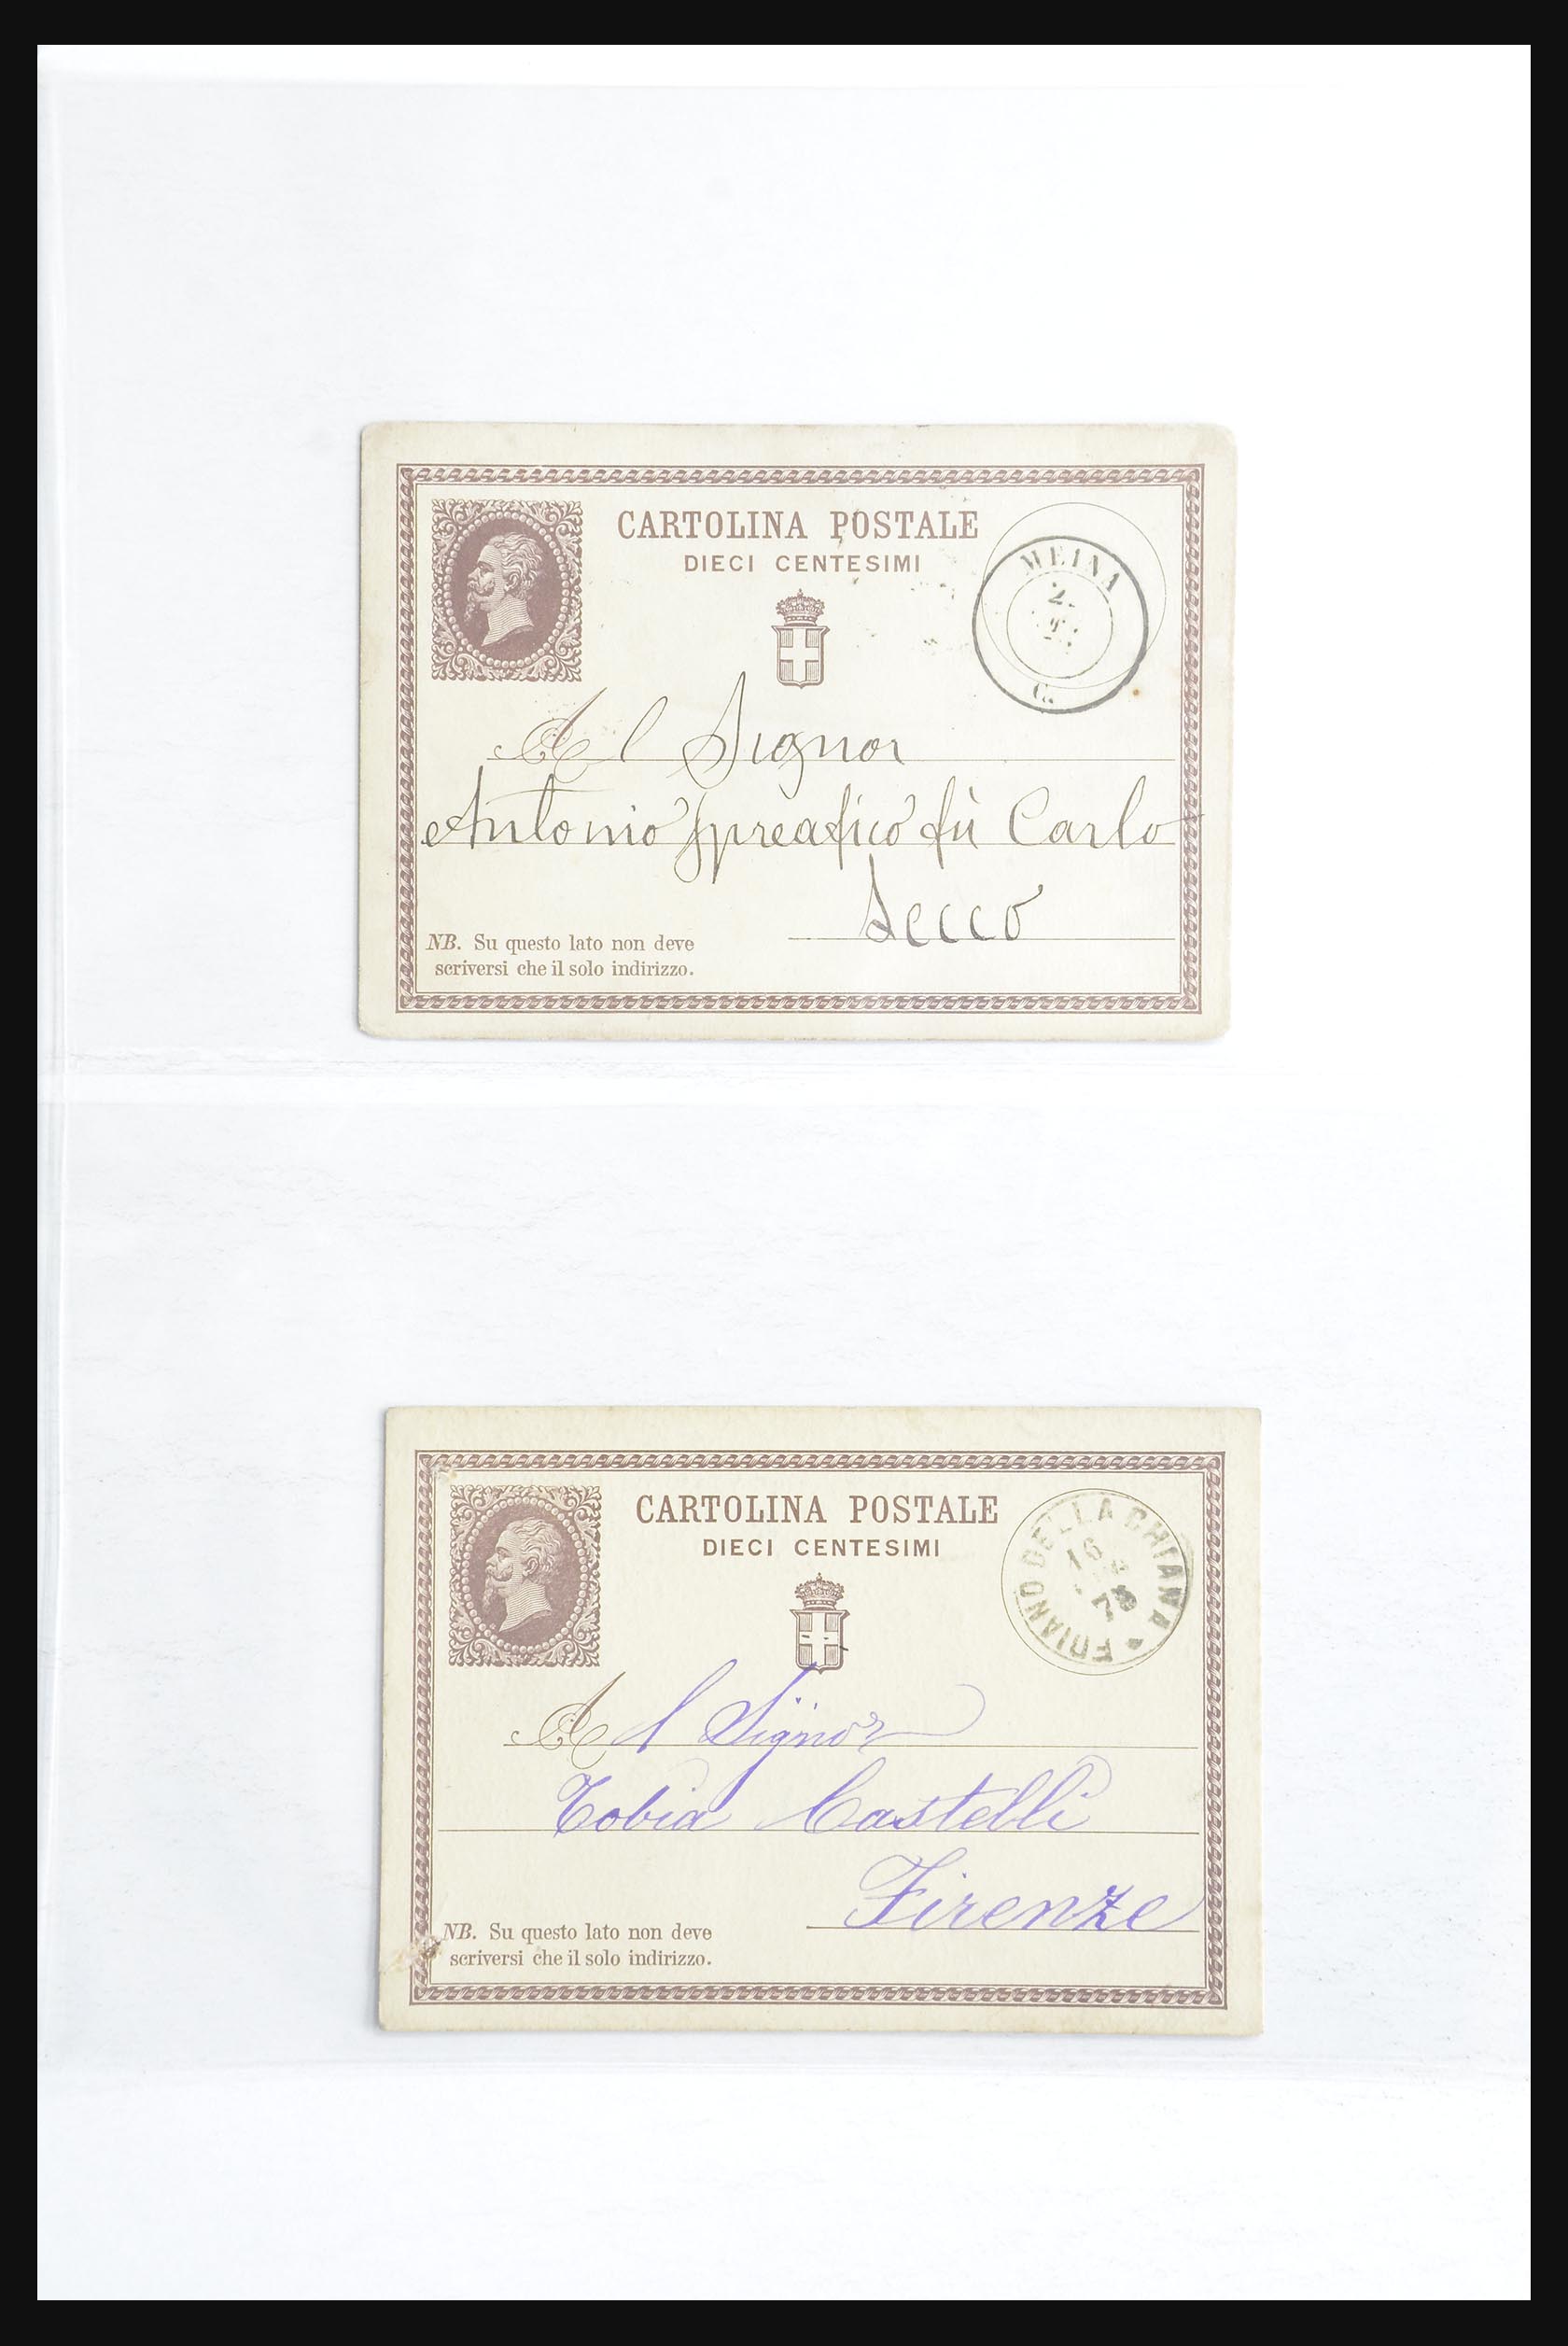 CARTOLINA POSTALE
DIECI CENTESIMI
MEINA
2.
C.
Al Signor
Antonio Spreafico fù Carlo
Lecco
NB. Su questo lato non deve
scriversi che il solo indirizzo.
CARTOLINA POSTALE
DIECI CENTESIMI
FOIANO DELLA CHIANA
16
Al Signor
Tobia Castelli
Firenze
NB. Su questo lato non deve
scriversi che il solo indirizzo.